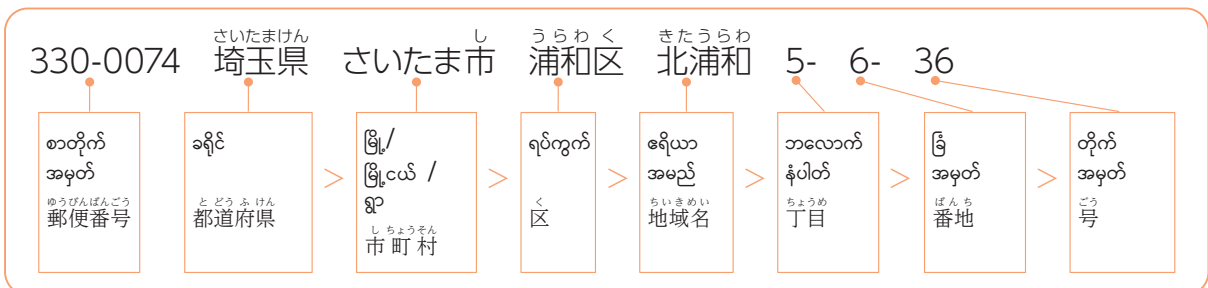 さいたまけん し うらわく きたうらわ
330-0074 埼玉県 さいたま市 浦和区 北浦和 5- 6- 36
စာတိုက်
အမှတ်
ゆうびんばんごう
郵便番号
ခရိုင်
と どう ふ けん
都道府県
>
မြို့/
မြို့ငယ် /
ရွာ
し ちょうそん
市町村
>
ရပ်ကွက်
く
区
>
ဧရိယာ
အမည်
ちいきめい
地域名
>
ဘလောက်
နံပါတ်
ちょうめ
丁目
>
ခြံ
အမှတ်
ばんち
番地
>
တိုက်
အမှတ်
ごう
号